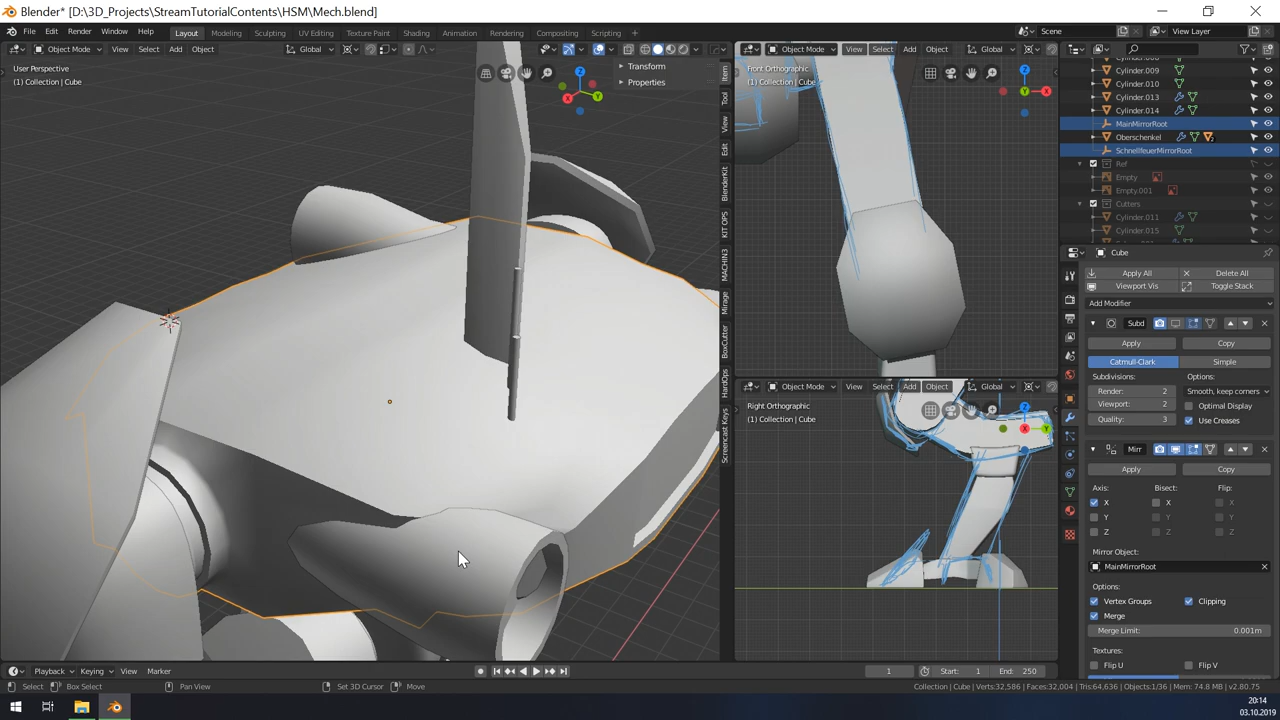 Blender* [D:\3D_Projects\StreamTutorialContents\HSM\Mech.blend]
File Edit Render Window Help Layout Modeling Sculpting UV Editing Texture Paint Shading Animation Rendering Compositing Scripting + Scene View Layer
Object Mode View Select Add Object Global
User Perspective
(1) Collection | Cube
Transform
Properties
Item
Tool
View
Edit
BlenderKit
KIT OPS
MACHIN3
Mirage
BoxCutter
HardOps
Screencast Keys
Object Mode View Select Add Object Global
Front Orthographic
(1) Collection | Cube
Object Mode View Select Add Object Global
Right Orthographic
(1) Collection | Cube
Cylinder.009
Cylinder.010
Cylinder.013
Cylinder.014
MainMirrorRoot
Oberschenkel
SchnellfeuerMirrorRoot
Ref
Empty
Empty.001
Cutters
Cylinder.011
Cylinder.015
Cube
Apply All Delete All
Viewport Vis Toggle Stack
Add Modifier
Subd
Apply Copy
Catmull-Clark Simple
Subdivisions: Options:
Render: 2 Smooth, keep corners
Viewport: 2 Optimal Display
Quality: 3 Use Creases
Mirr
Apply Copy
Axis: Bisect: Flip:
X X X
Y Y Y
Z Z Z
Mirror Object:
MainMirrorRoot
Options:
Vertex Groups Clipping
Merge
Merge Limit: 0.001m
Textures:
Flip U Flip V
Playback Keying View Marker 1 Start: 1 End: 250
Select Box Select Pan View Set 3D Cursor Move Collection | Cube | Verts:32,586 | Faces:32,004 | Tris:64,636 | Objects:1/36 | Mem: 74.8 MB | v2.80.75
20:14
03.10.2019